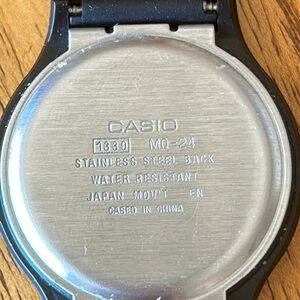 CASIO
1330 MQ-24
STAINLESS STEEL BACK
WATER RESISTANT
JAPAN MOV'T EN
CASED IN CHINA